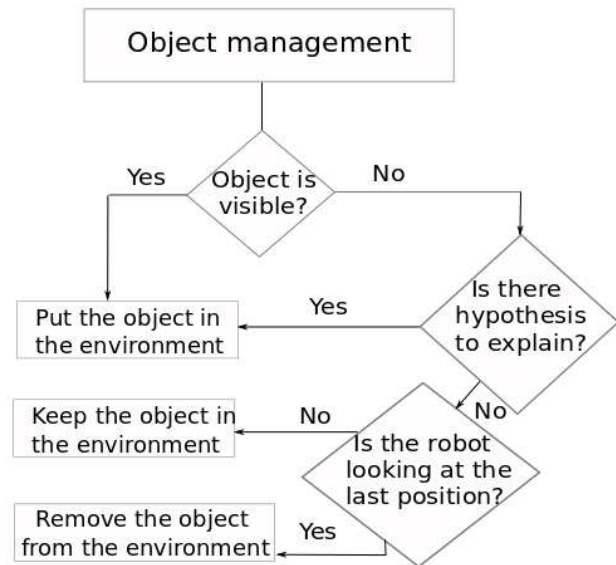 Object management
Yes
Object is
visible?
No
Is there
hypothesis
to explain?
Yes
Put the object in
the environment
No
Keep the object in
the environment
No
Is the robot
looking at the
last position?
Remove the object
from the environment
Yes